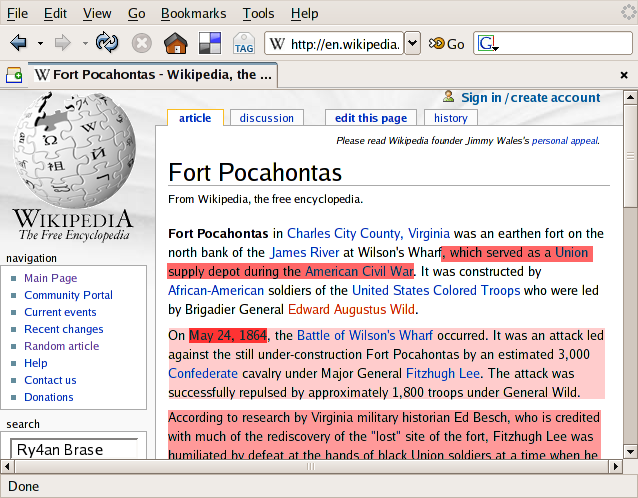 File Edit View Go Bookmarks Tools Help
TAG W http://en.wikipedia. Go G
W Fort Pocahontas - Wikipedia, the ...
Sign in / create account
article discussion edit this page history
Please read Wikipedia founder Jimmy Wales's personal appeal.
WIKIPEDIA
The Free Encyclopedia
navigation
Main Page
Community Portal
Current events
Recent changes
Random article
Help
Contact us
Donations
search
Ry4an Brase
Fort Pocahontas
From Wikipedia, the free encyclopedia.
Fort Pocahontas in Charles City County, Virginia was an earthen fort on the
north bank of the James River at Wilson's Wharf, which served as a Union
supply depot during the American Civil War. It was constructed by
African-American soldiers of the United States Colored Troops who were led
by Brigadier General Edward Augustus Wild.
On May 24, 1864, the Battle of Wilson's Wharf occurred. It was an attack led
against the still under-construction Fort Pocahontas by an estimated 3,000
Confederate cavalry under Major General Fitzhugh Lee. The attack was
successfully repulsed by approximately 1,800 troops under General Wild.
According to research by Virginia military historian Ed Besch, who is credited
with much of the rediscovery of the "lost" site of the fort, Fitzhugh Lee was
humiliated by defeat at the hands of black Union soldiers at a time when he
Done